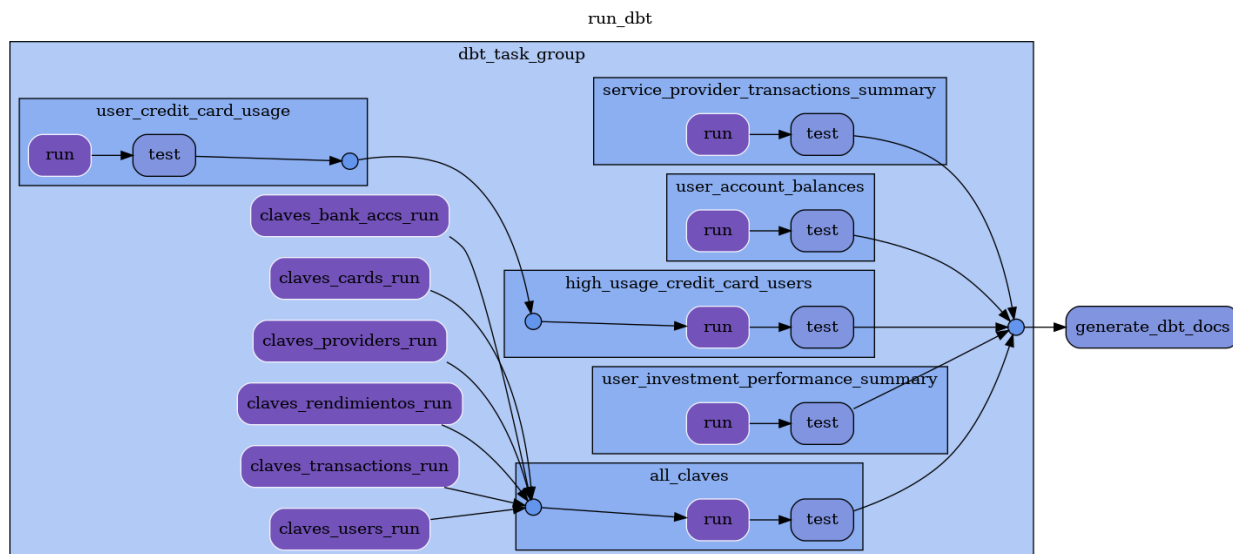 run_dbt
dbt_task_group
user_credit_card_usage
run
test
service_provider_transactions_summary
run
test
user_account_balances
run
test
claves_bank_accs_run
claves_cards_run
high_usage_credit_card_users
run
test
generate_dbt_docs
claves_providers_run
user_investment_performance_summary
run
test
claves_rendimientos_run
claves_transactions_run
all_claves
run
test
claves_users_run